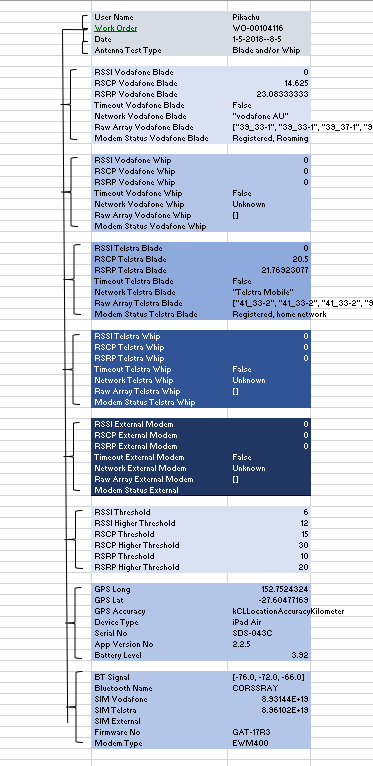 User Name Pikachu
Work Order WO-00104116
Date 1-5-2018--8-5
Antenna Test Type Blade and/or Whip
RSSI Vodafone Blade 0
RSCP Vodafone Blade 14.625
RSRP Vodafone Blade 23.08333333
Timeout Vodafone Blade False
Network Vodafone Blade "vodafone AU"
Raw Array Vodafone Blade ["39_33-1", "39_33-1", "39_37-1", "9
Modem Status Vodafone Blade Registered, Roaming
RSSI Vodafone Whip 0
RSCP Vodafone Whip 0
RSRP Vodafone Whip 0
Timeout Vodafone Whip False
Network Vodafone Whip Unknown
Raw Array Vodafone Whip []
Modem Status Vodafone Whip
RSSI Telstra Blade 0
RSCP Telstra Blade 20.5
RSRP Telstra Blade 21.76923077
Timeout Telstra Blade False
Network Telstra Blade "Telstra Mobile"
Raw Array Telstra Blade ["41_33-2", "41_33-2", "41_33-2", "9
Modem Status Telstra Blade Registered, home network
RSSI Telstra Whip 0
RSCP Telstra Whip 0
RSRP Telstra Whip 0
Timeout Telstra Whip False
Network Telstra Whip Unknown
Raw Array Telstra Whip []
Modem Status Telstra Whip
RSSI External Modem 0
RSCP External Modem 0
RSRP External Modem 0
Timeout External Modem False
Network External Modem Unknown
Raw Array External Modem []
Modem Status External
RSSI Threshold 6
RSSI Higher Threshold 12
RSCP Threshold 15
RSCP Higher Threshold 30
RSRP Threshold 10
RSRP Higher Threshold 20
GPS Long 152.7524324
GPS Lat -27.60477169
GPS Accuracy kCLLocationAccuracyKilometer
Device Type iPad Air
Serial No SDS-043C
App Version No 2.2.5
Battery Level 3.92
BT Signal [-76.0, -72.0, -66.0]
Bluetooth Name CORSSRAY
SIM Vodafone 8.93144E+19
SIM Telstra 8.96102E+19
SIM External
Firmware No GAT-17R3
Modem Type EWM400